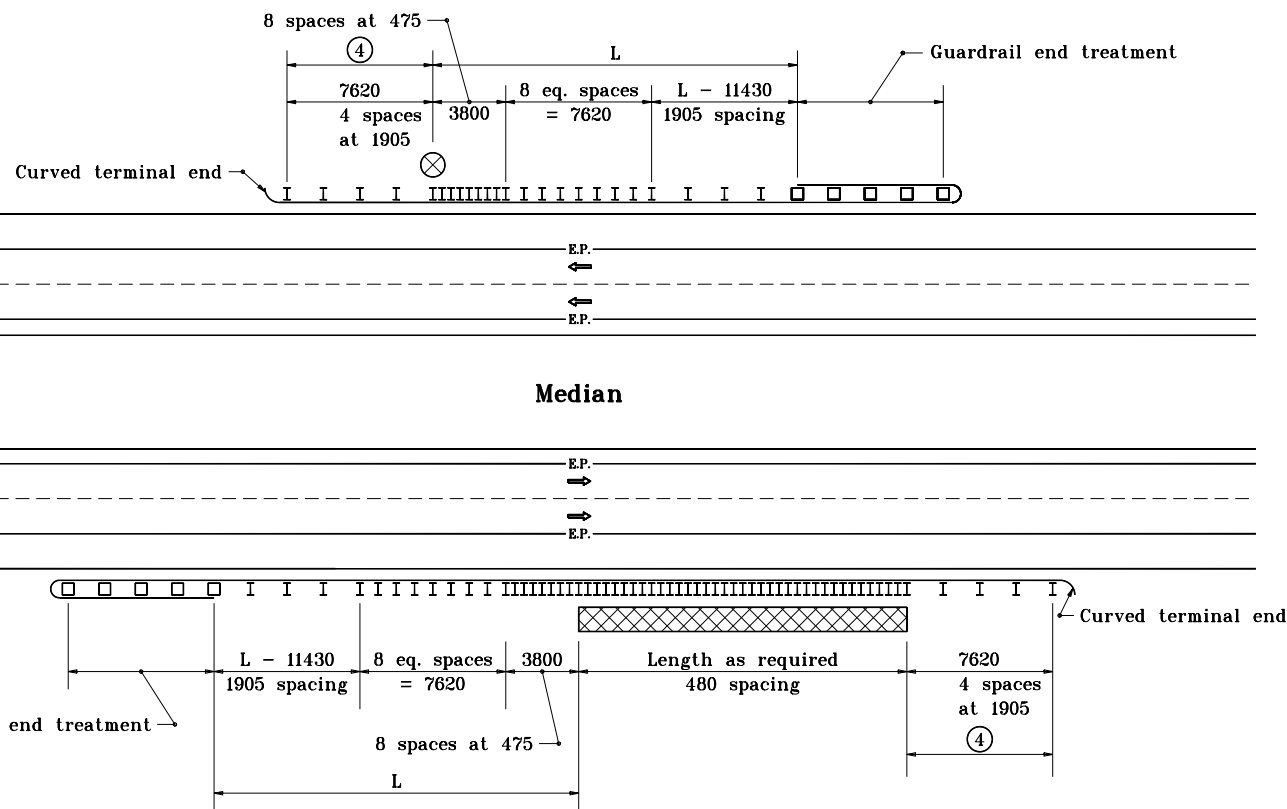 8 spaces at 475
4
L
Guardrail end treatment
7620
4 spaces
at 1905
3800
8 eq. spaces
= 7620
L - 11430
1905 spacing
Curved terminal end
E.P.
E.P.
Median
E.P.
E.P.
Curved terminal end
L - 11430
1905 spacing
8 eq. spaces
= 7620
3800
Length as required
480 spacing
7620
4 spaces
at 1905
4
end treatment
8 spaces at 475
L